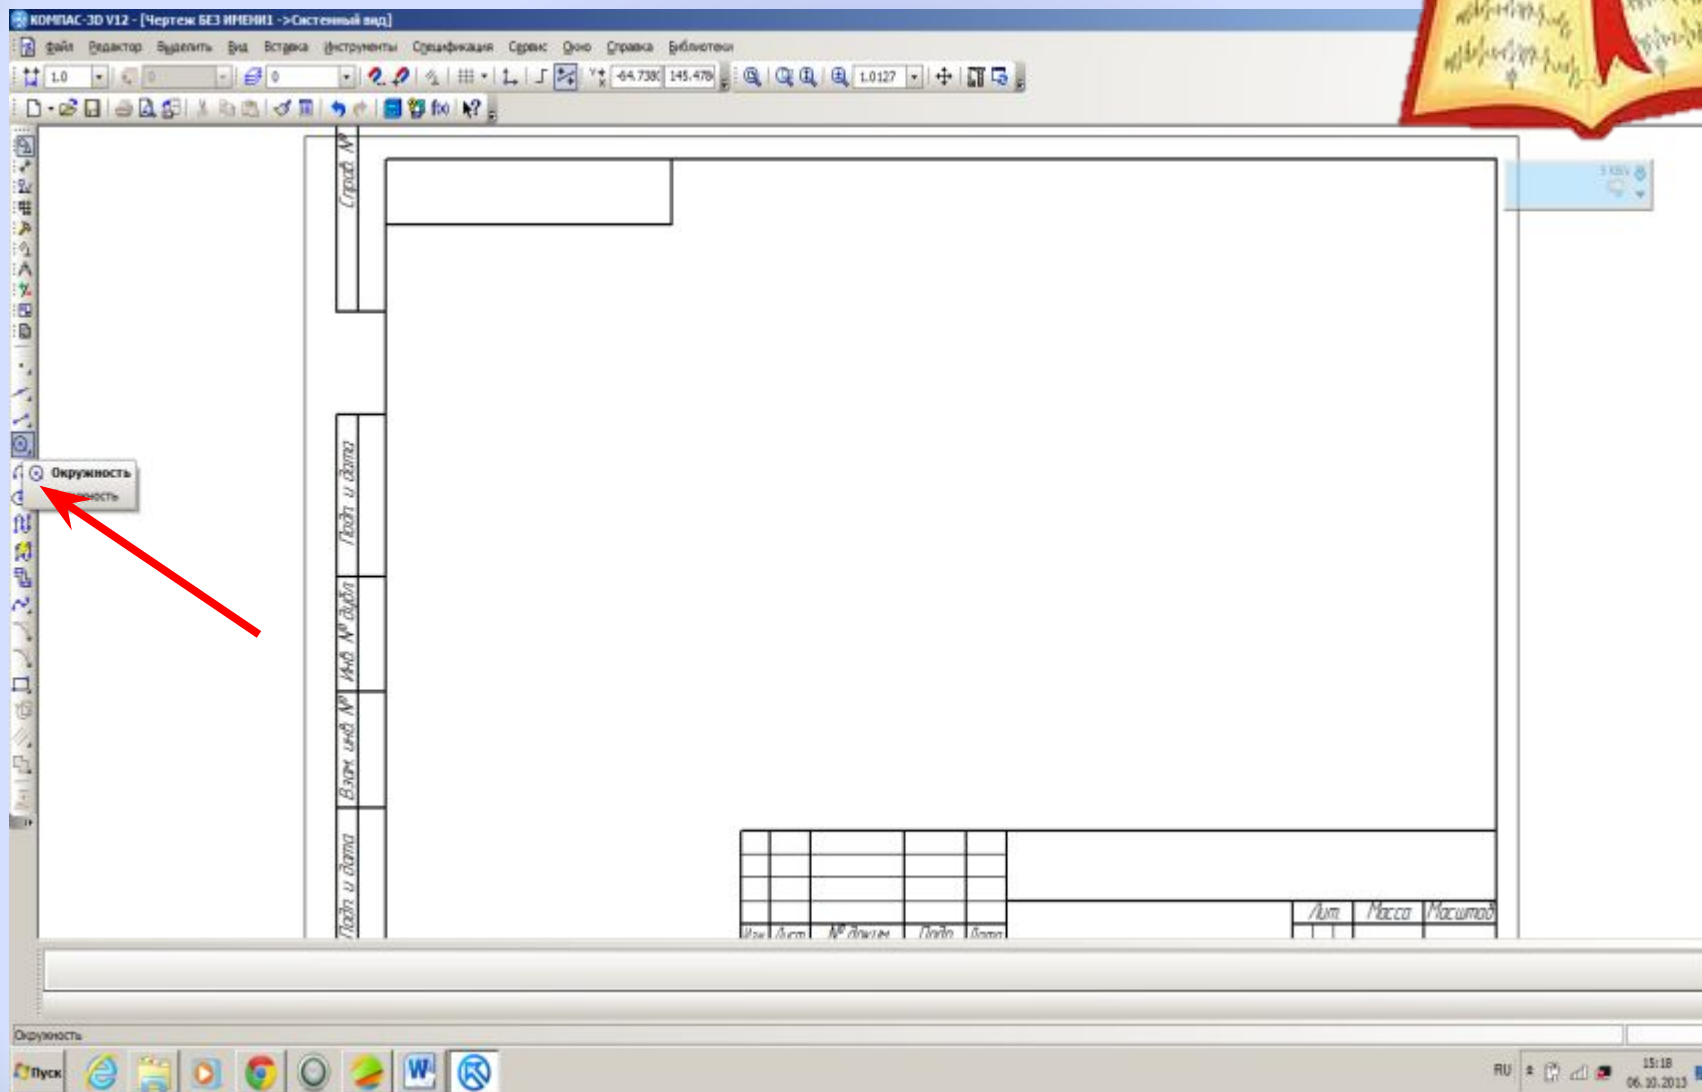 КОМПАС-3D V12 - [Чертеж БЕЗ ИМЕНИ1 ->Системный вид]
Файл Редактор Выделить Вид Вставка Инструменты Спецификация Сервис Окно Справка Библиотеки
1.0 0 0 -64.738 145.478 1.0127
f(x)
Справ. №
Подп. и дата
Инв. № дубл.
Взам. инв. №
Подп. и дата
Окружность
Изм Лист № докум. Подп. Дата
Лит. Масса Масштаб
Окружность
Пуск
RU
15:18
06.10.2013